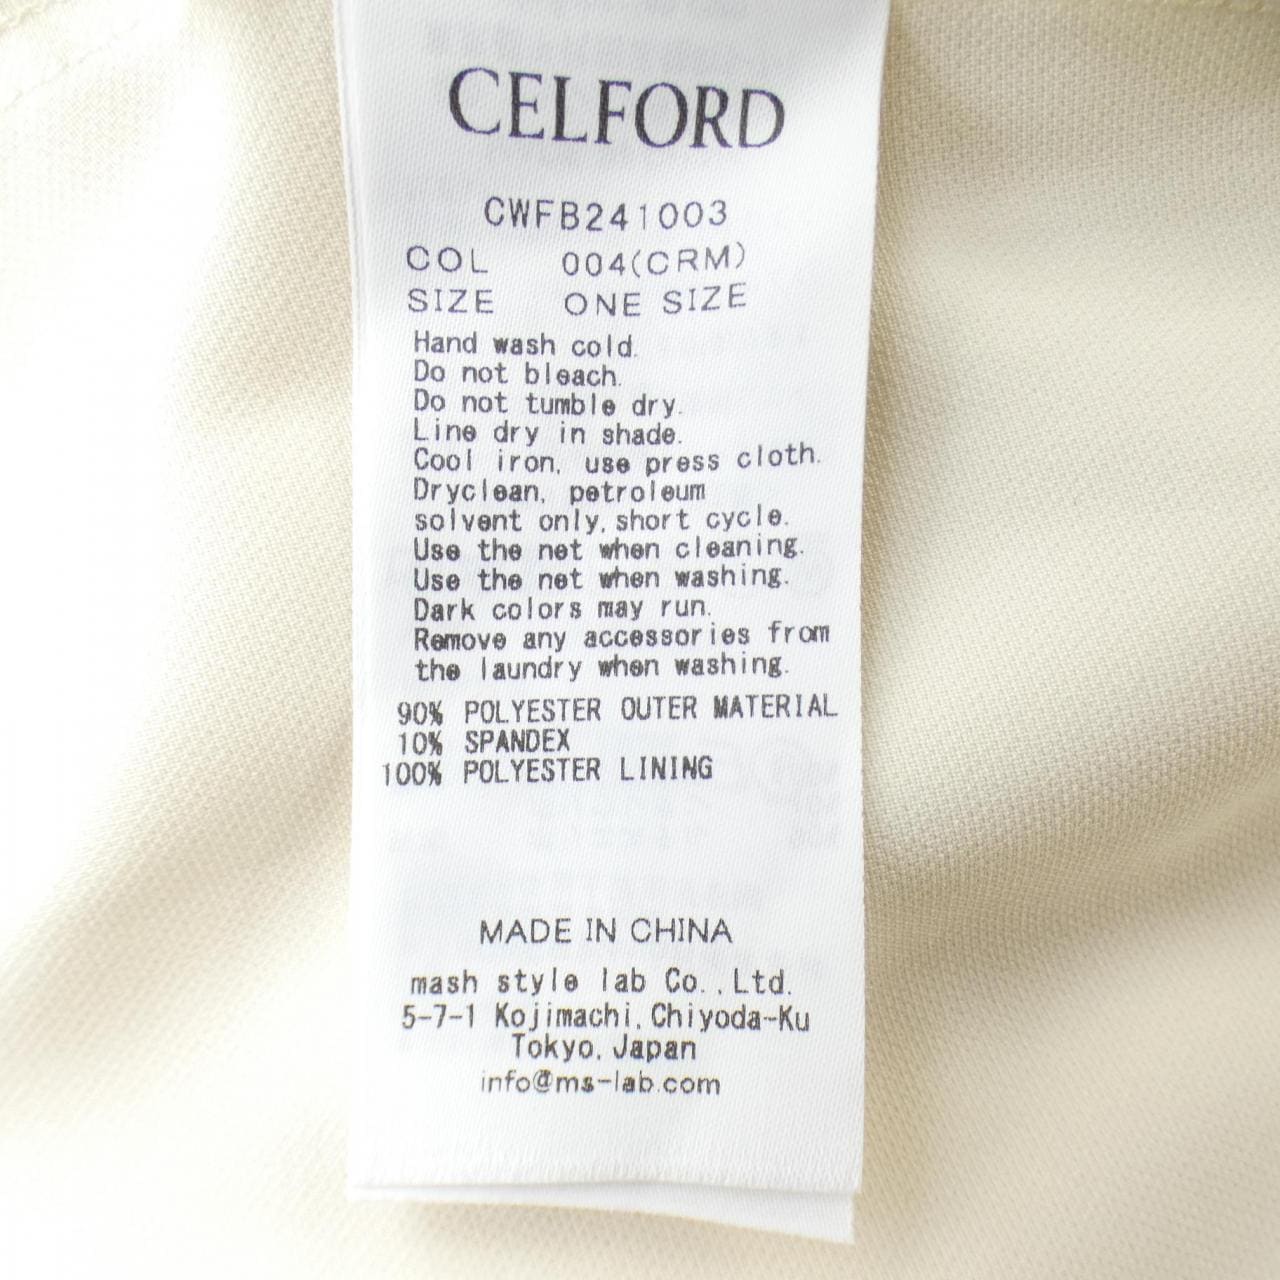 CELFORD
CWFB241003
COL 004(CRM)
SIZE ONE SIZE
Hand wash cold.
Do not bleach.
Do not tumble dry.
Line dry in shade.
Cool iron, use press cloth.
Dryclean, petroleum
solvent only, short cycle.
Use the net when cleaning.
Use the net when washing.
Dark colors may run.
Remove any accessories from
the laundry when washing.
90% POLYESTER OUTER MATERIAL
10% SPANDEX
100% POLYESTER LINING
MADE IN CHINA
mash style lab Co.,Ltd.
5-7-1 Kojimachi, Chiyoda-Ku
Tokyo, Japan
info@ms-lab.com